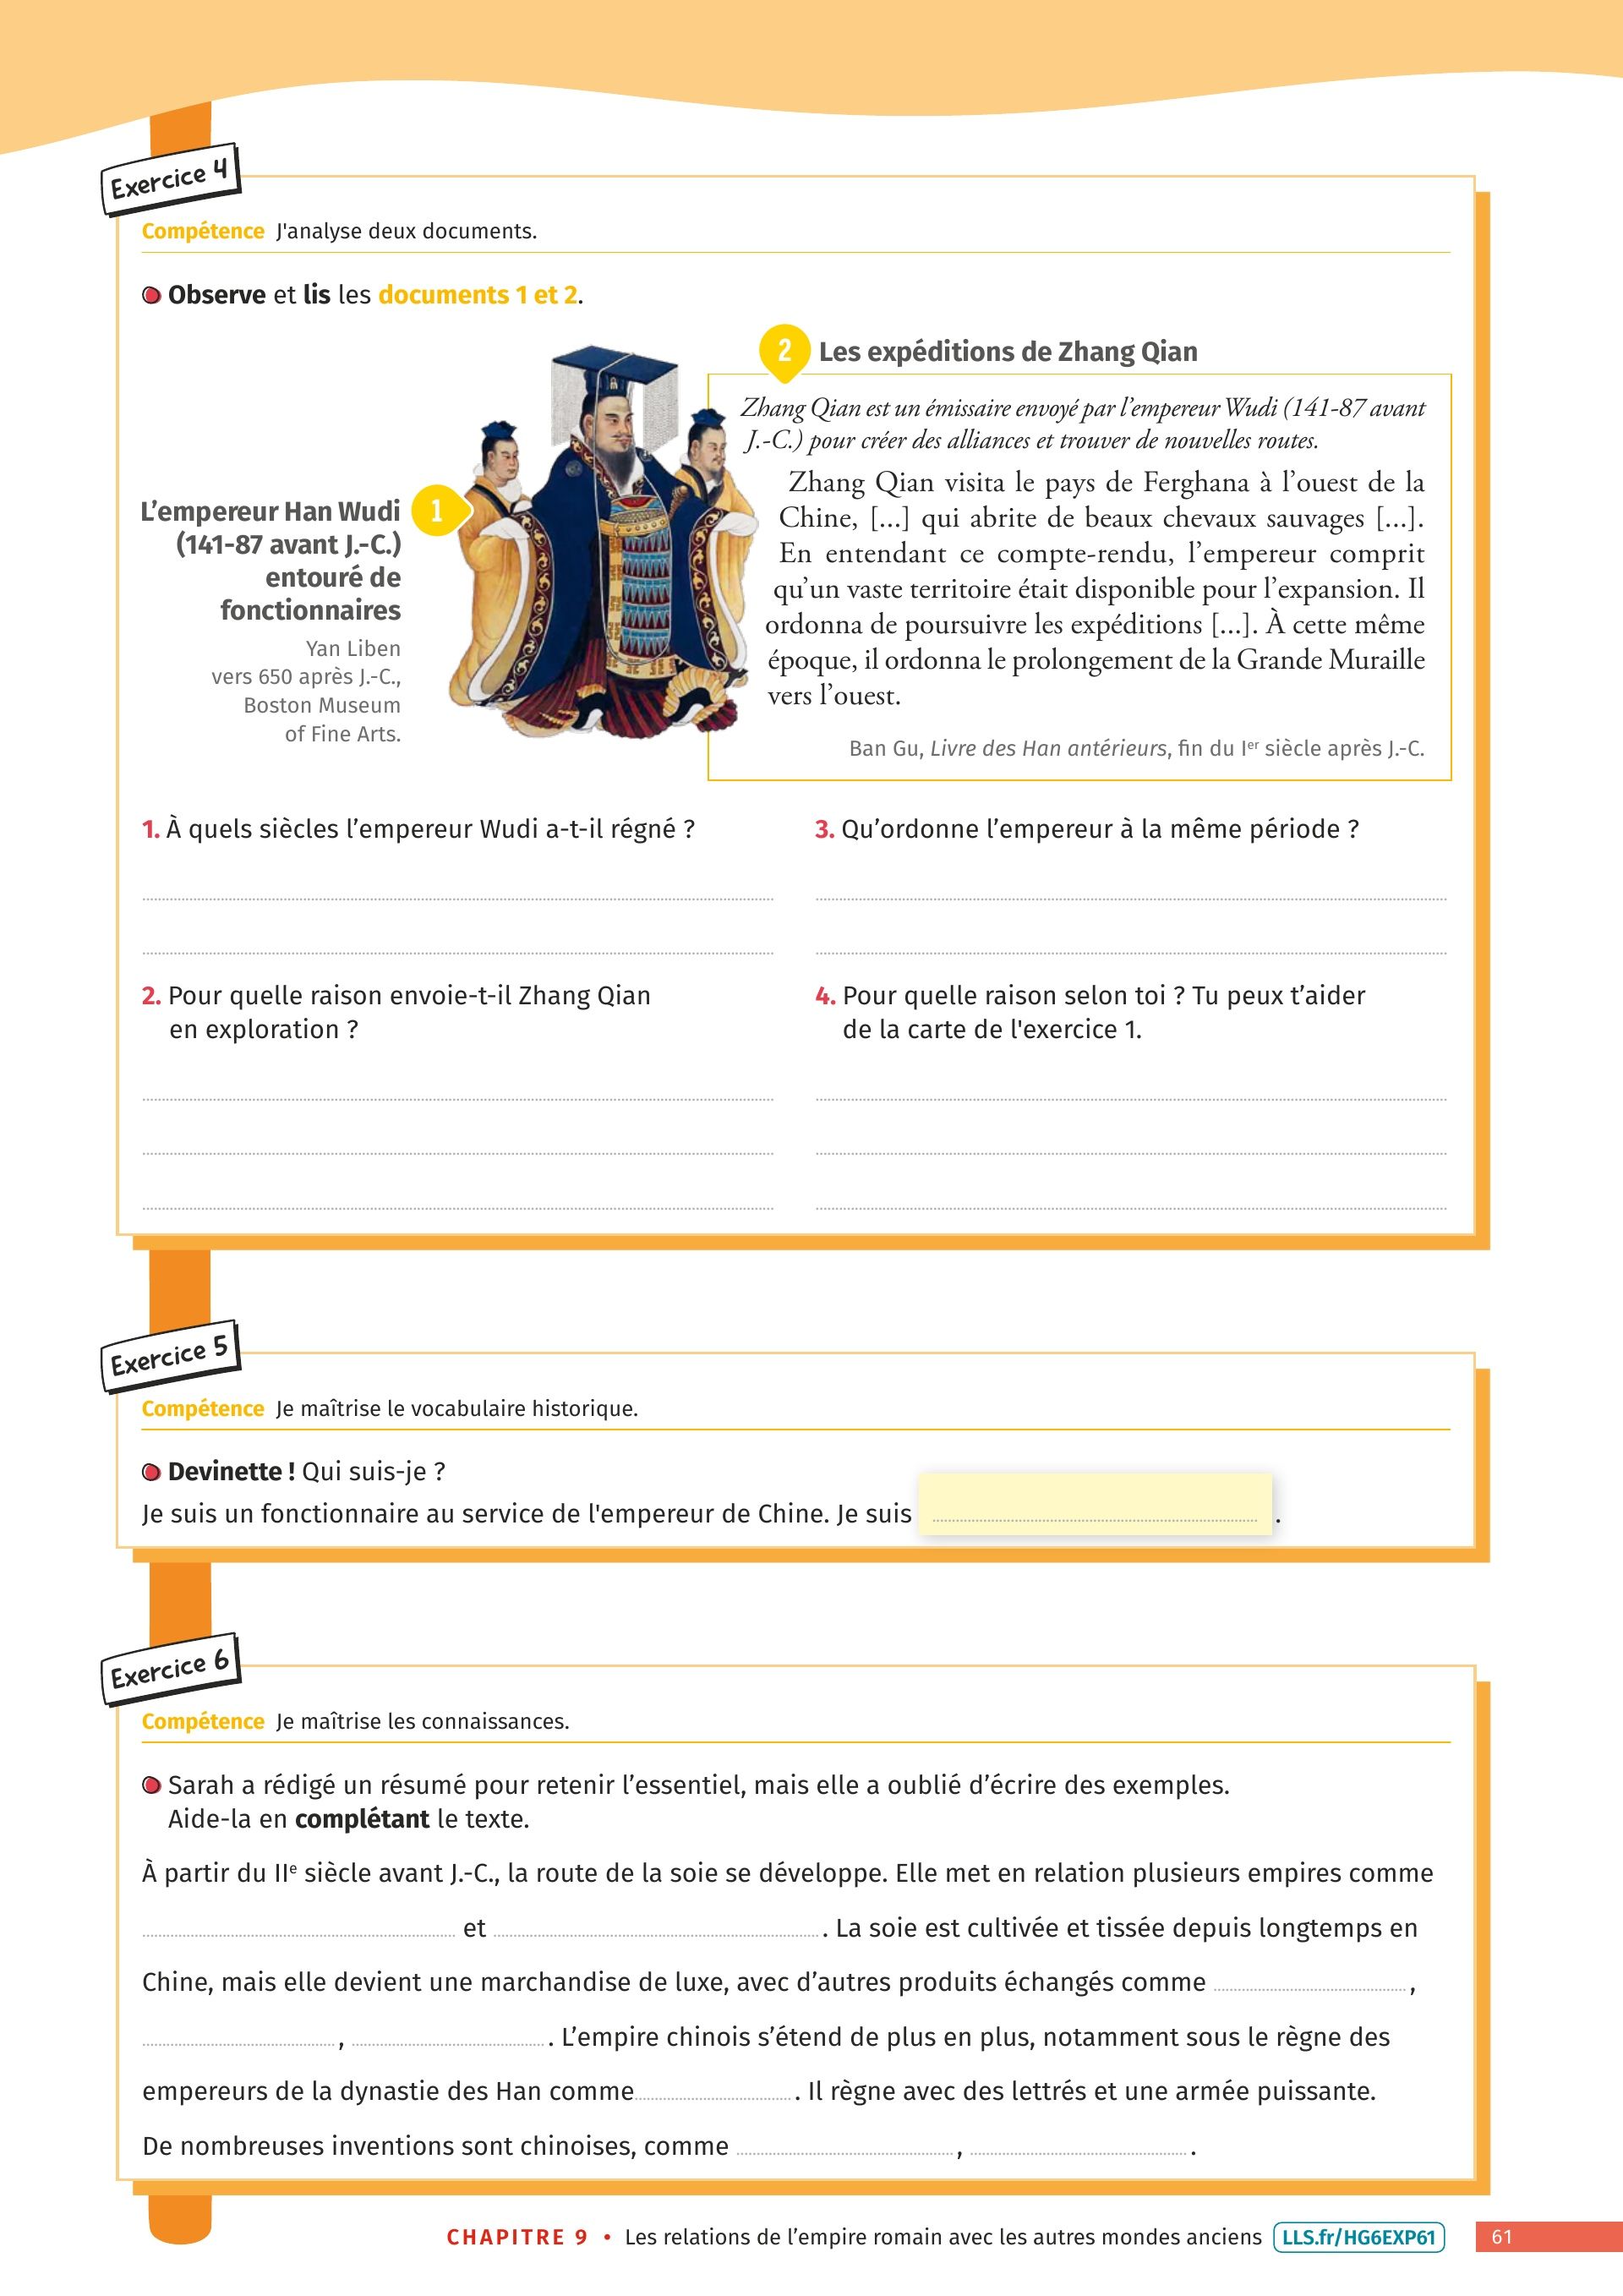 Exercice 4
Compétence J'analyse deux documents.
Observe et lis les documents 1 et 2.
L'empereur Han Wudi
(141-87 avant J.-C.)
entouré de
fonctionnaires
Yan Liben
vers 650 après J.-C.,
Boston Museum
of Fine Arts.
1
2 Les expéditions de Zhang Qian
Zhang Qian est un émissaire envoyé par l'empereur Wudi (141-87 avant
J.-C.) pour créer des alliances et trouver de nouvelles routes.
Zhang Qian visita le pays de Ferghana à l'ouest de la
Chine, [...] qui abrite de beaux chevaux sauvages [...].
En entendant ce compte-rendu, l'empereur comprit
qu'un vaste territoire était disponible pour l'expansion. Il
ordonna de poursuivre les expéditions [...]. À cette même
époque, il ordonna le prolongement de la Grande Muraille
vers l'ouest.
Ban Gu, Livre des Han antérieurs, fin du Ier siècle après J.-C.
1. À quels siècles l'empereur Wudi a-t-il régné ?
2. Pour quelle raison envoie-t-il Zhang Qian
en exploration ?
3. Qu'ordonne l'empereur à la même période ?
4. Pour quelle raison selon toi ? Tu peux t'aider
de la carte de l'exercice 1.
Exercice 5
Compétence Je maîtrise le vocabulaire historique.
Devinette ! Qui suis-je ?
Je suis un fonctionnaire au service de l'empereur de Chine. Je suis .
Exercice 6
Compétence Je maîtrise les connaissances.
Sarah a rédigé un résumé pour retenir l'essentiel, mais elle a oublié d'écrire des exemples.
Aide-la en complétant le texte.
À partir du IIe siècle avant J.-C., la route de la soie se développe. Elle met en relation plusieurs empires comme
et . La soie est cultivée et tissée depuis longtemps en
Chine, mais elle devient une marchandise de luxe, avec d'autres produits échangés comme ,
, . L'empire chinois s'étend de plus en plus, notamment sous le règne des
empereurs de la dynastie des Han comme . Il règne avec des lettrés et une armée puissante.
De nombreuses inventions sont chinoises, comme , .
CHAPITRE 9 • Les relations de l'empire romain avec les autres mondes anciens LLS.fr/HG6EXP61 61